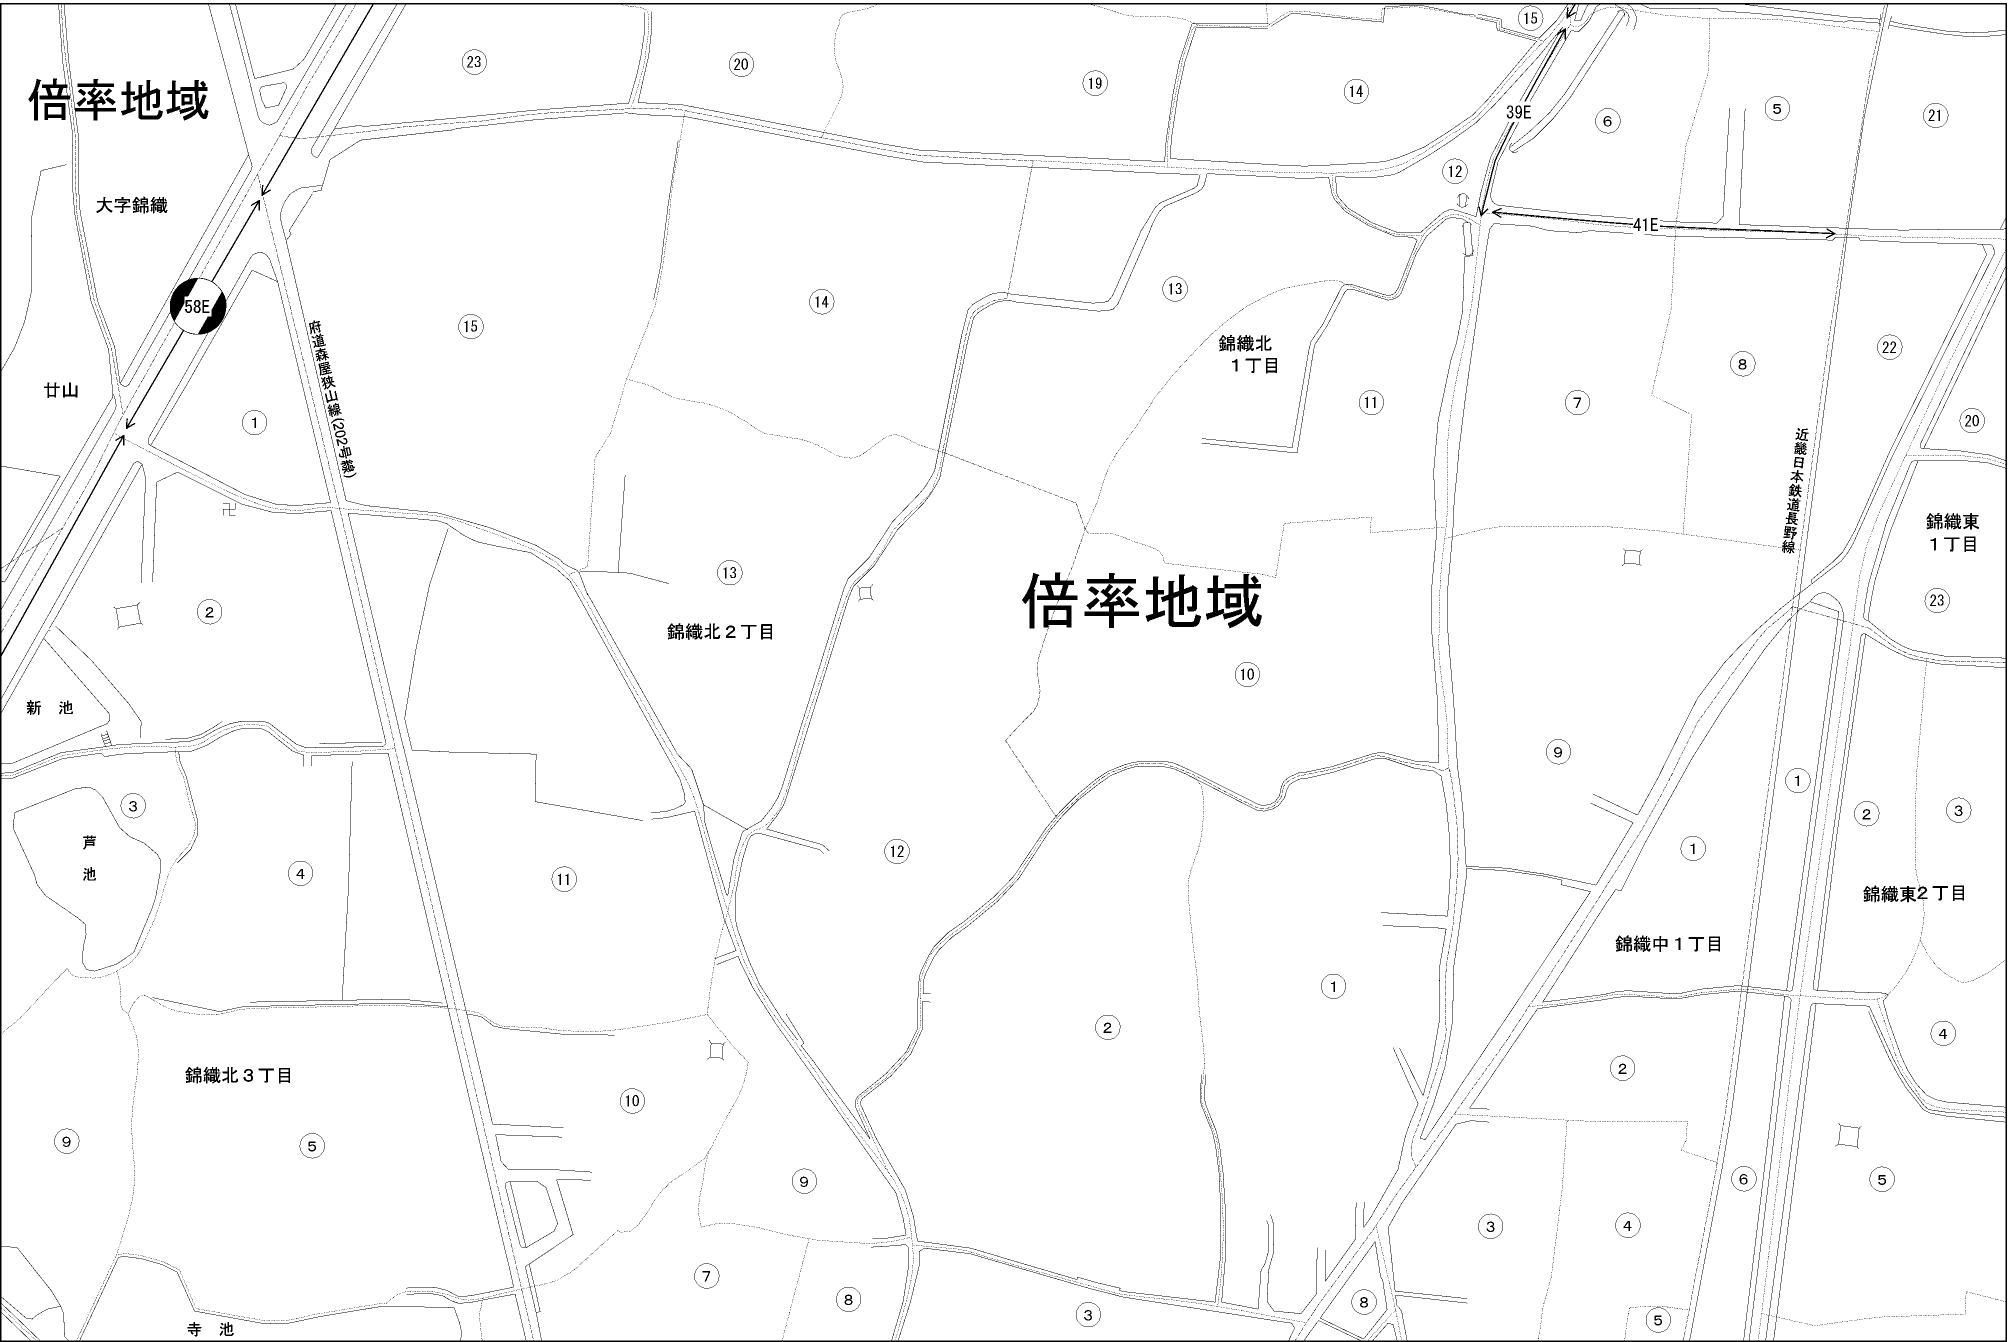 15
23
20
19
14
39E
6
5
21
倍率地域
12
大字錦織
41E
58E
15
14
13
府道森屋狭山線(202号線)
錦織北
1丁目
22
8
廿山
1
11
7
20
近畿日本鉄道長野線
卍
錦織東
1丁目
13
倍率地域
2
23
錦織北2丁目
10
新 池
9
1
3
2
3
芦
池
1
12
4
11
錦織東2丁目
錦織中1丁目
1
2
4
2
錦織北3丁目
10
9
5
9
6
5
3
4
7
8
3
8
5
寺 池